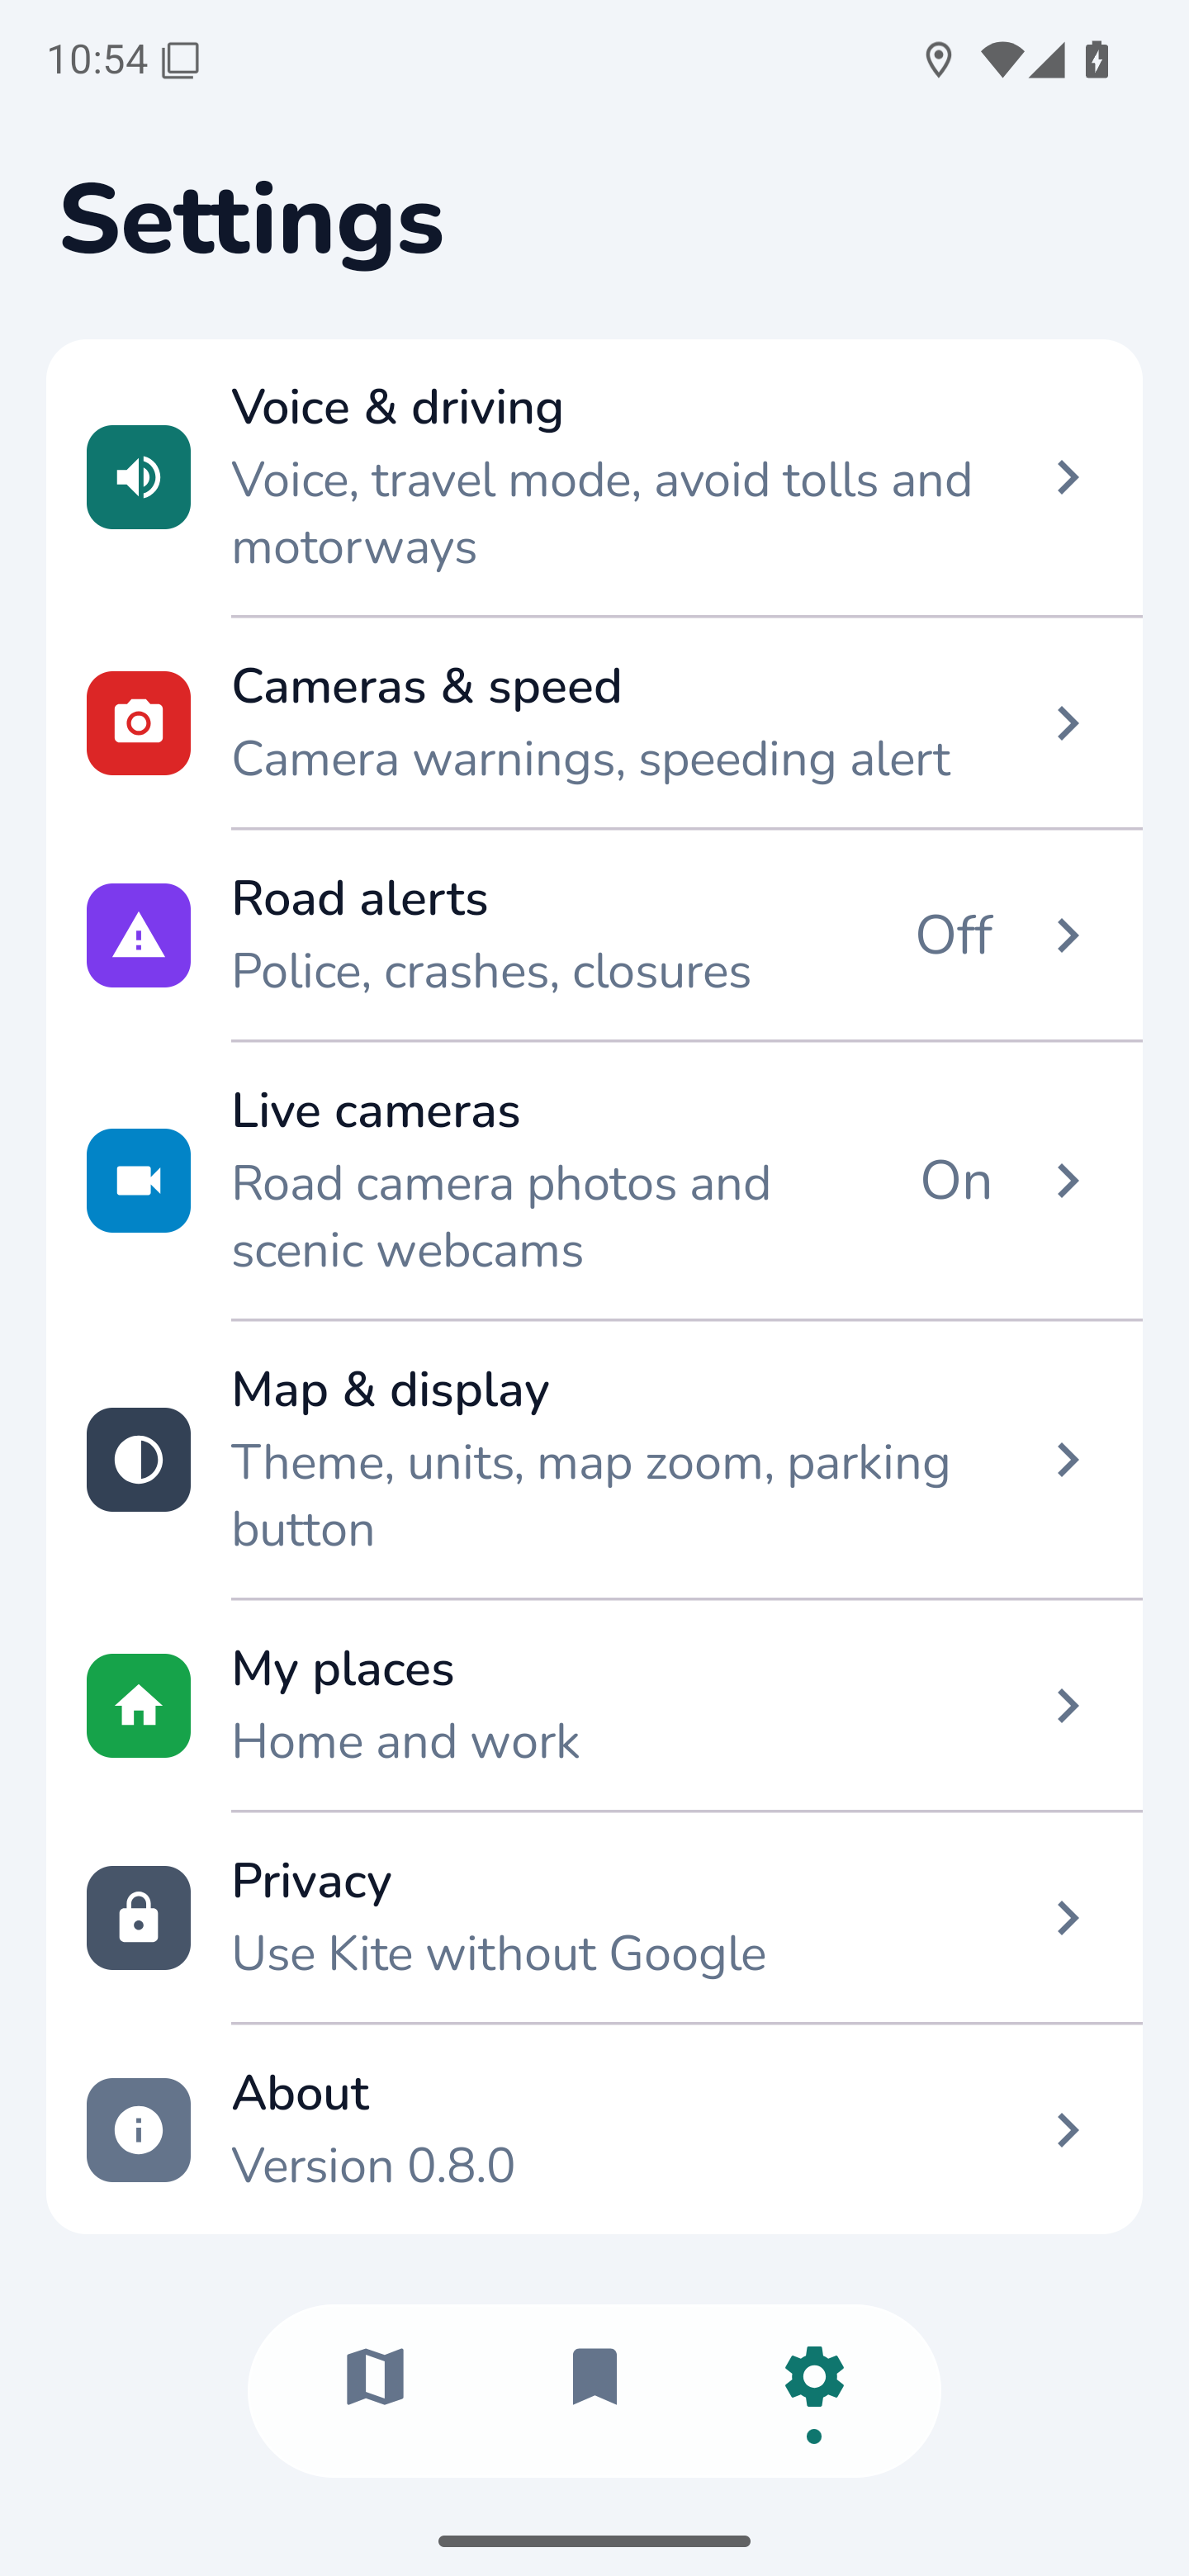 10:54
Settings
Voice & driving
Voice, travel mode, avoid tolls and
motorways
Cameras & speed
Camera warnings, speeding alert
Road alerts
Police, crashes, closures
Off
Live cameras
Road camera photos and
scenic webcams
On
Map & display
Theme, units, map zoom, parking
button
My places
Home and work
Privacy
Use Kite without Google
About
Version 0.8.0